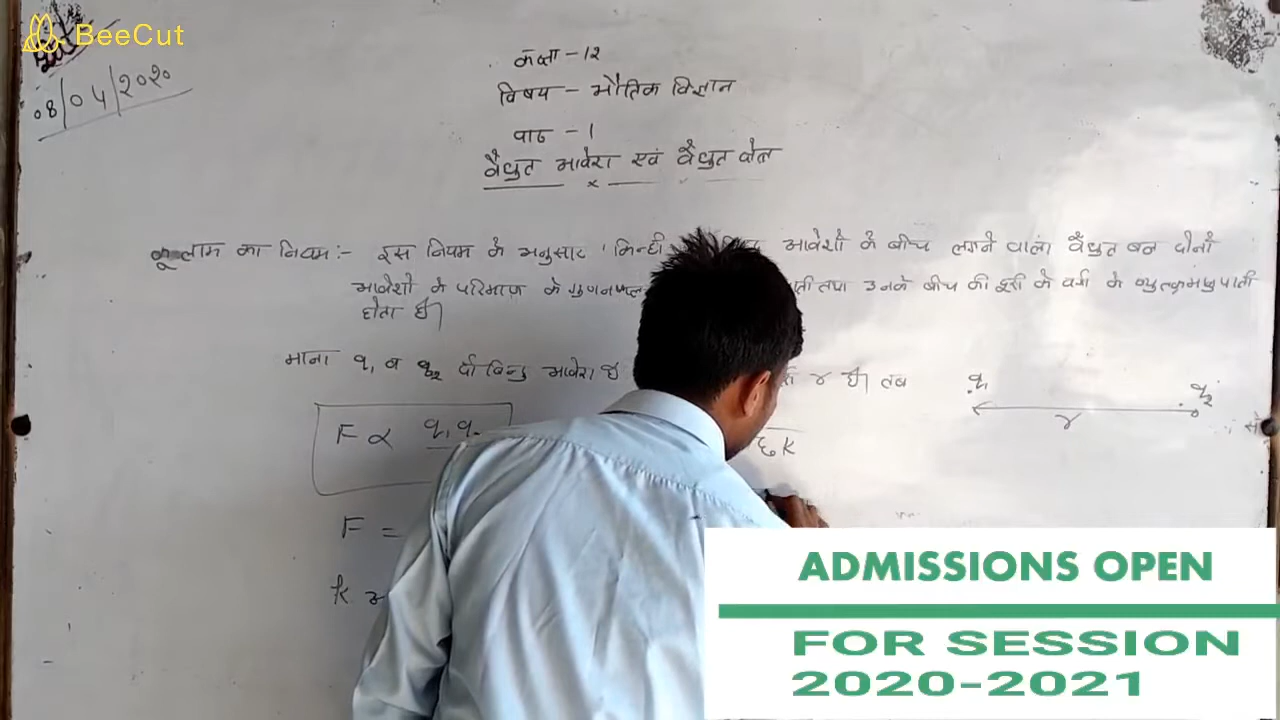 BeeCut
08/04/2020
कक्षा - 12
विषय - भौतिक विज्ञान
पाठ - 1
वैधुत आवेश एवं वैधुत क्षेत्र
कूलाम का नियम :- इस नियम के अनुसार 'किन्ही आवेशो के बीच लगने वाला वैधुत बल दोनो
आवेशो के परिमाण के गुणनफल तथा उनके बीच की दूरी के वर्ग के व्युत्क्रमानुपाती
होता है।
माना q₁ व q₂ दो बिन्दु आवेश है r है। तब
q₁ q₂
r
F ∝ q₁ q
k
F =
k
ADMISSIONS OPEN
FOR SESSION
2020-2021